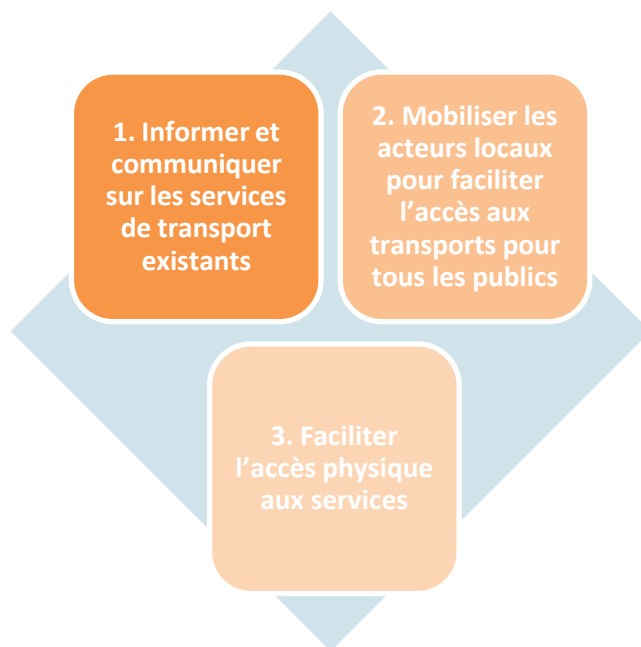 1. Informer et
communiquer
sur les services
de transport
existants
2. Mobiliser les
acteurs locaux
pour faciliter
l’accès aux
transports pour
tous les publics
3. Faciliter
l’accès physique
aux services